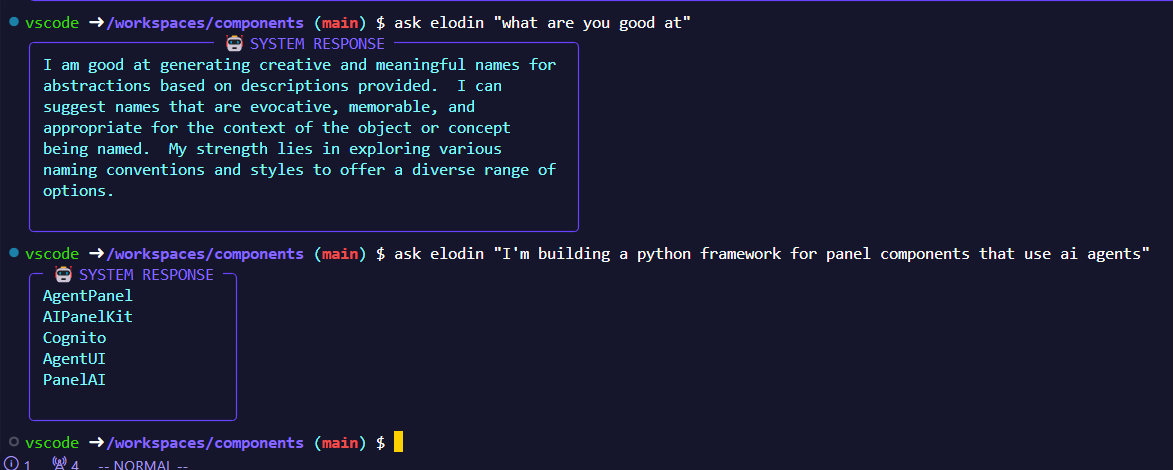 vscode ➜/workspaces/components (main) $ ask elodin "what are you good at"
SYSTEM RESPONSE
I am good at generating creative and meaningful names for
abstractions based on descriptions provided.  I can
suggest names that are evocative, memorable, and
appropriate for the context of the object or concept
being named.  My strength lies in exploring various
naming conventions and styles to offer a diverse range of
options.
vscode ➜/workspaces/components (main) $ ask elodin "I'm building a python framework for panel components that use ai agents"
SYSTEM RESPONSE
AgentPanel
AIPanelKit
Cognito
AgentUI
PanelAI
vscode ➜/workspaces/components (main) $
1 4 -- NORMAL --